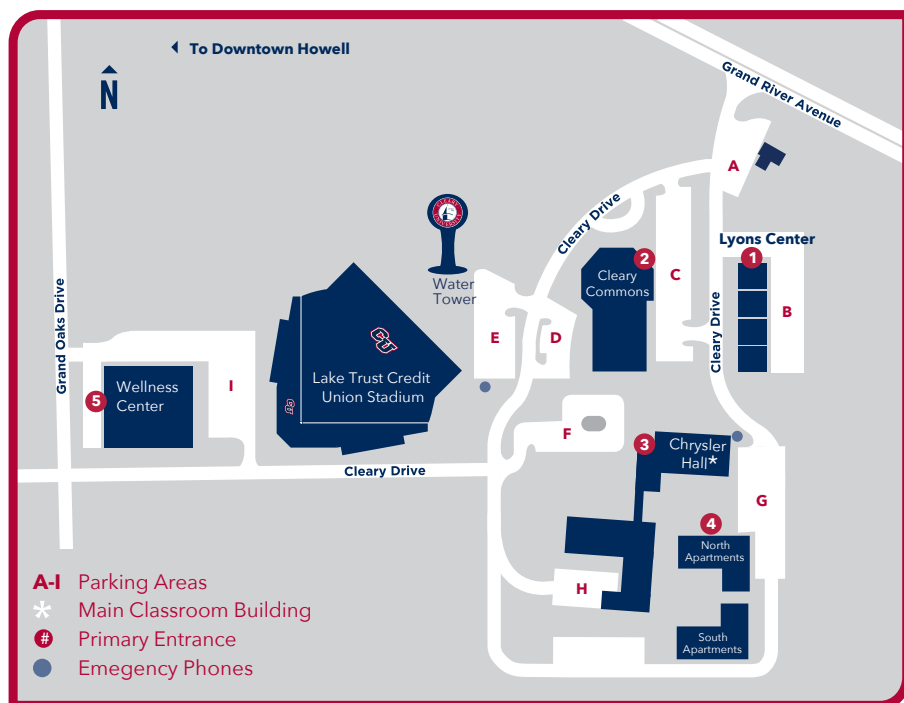 To Downtown Howell
N
Grand River Avenue
A
Cleary Drive
Lyons Center
1
2
Cleary
Commons
C
B
Cleary Drive
Water
Tower
E
D
Grand Oaks Drive
CU
Lake Trust Credit
Union Stadium
CU
I
Wellness
Center
5
F
3
Chrysler
Hall*
Cleary Drive
G
4
North
Apartments
H
South
Apartments
A-I Parking Areas
* Main Classroom Building
# Primary Entrance
Emegency Phones